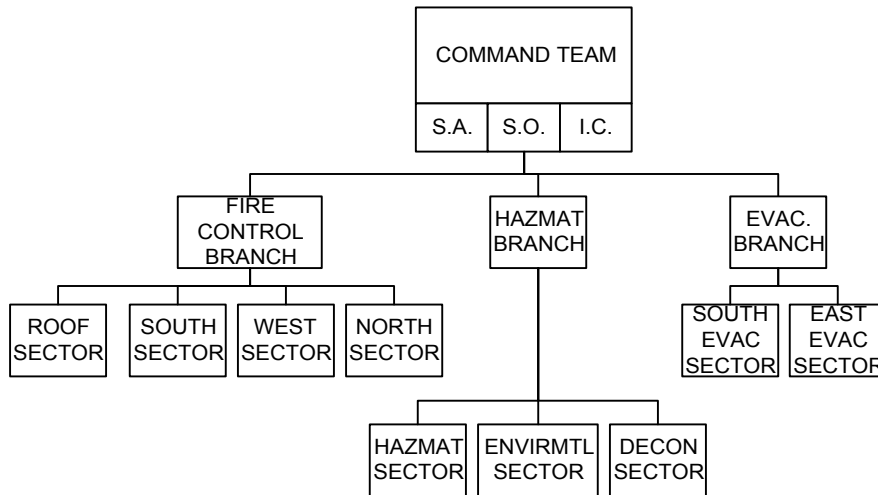 COMMAND TEAM
S.A. S.O. I.C.
FIRE
CONTROL
BRANCH
HAZMAT
BRANCH
EVAC.
BRANCH
ROOF
SECTOR
SOUTH
SECTOR
WEST
SECTOR
NORTH
SECTOR
SOUTH
EVAC
SECTOR
EAST
EVAC
SECTOR
HAZMAT
SECTOR
ENVIRMTL
SECTOR
DECON
SECTOR